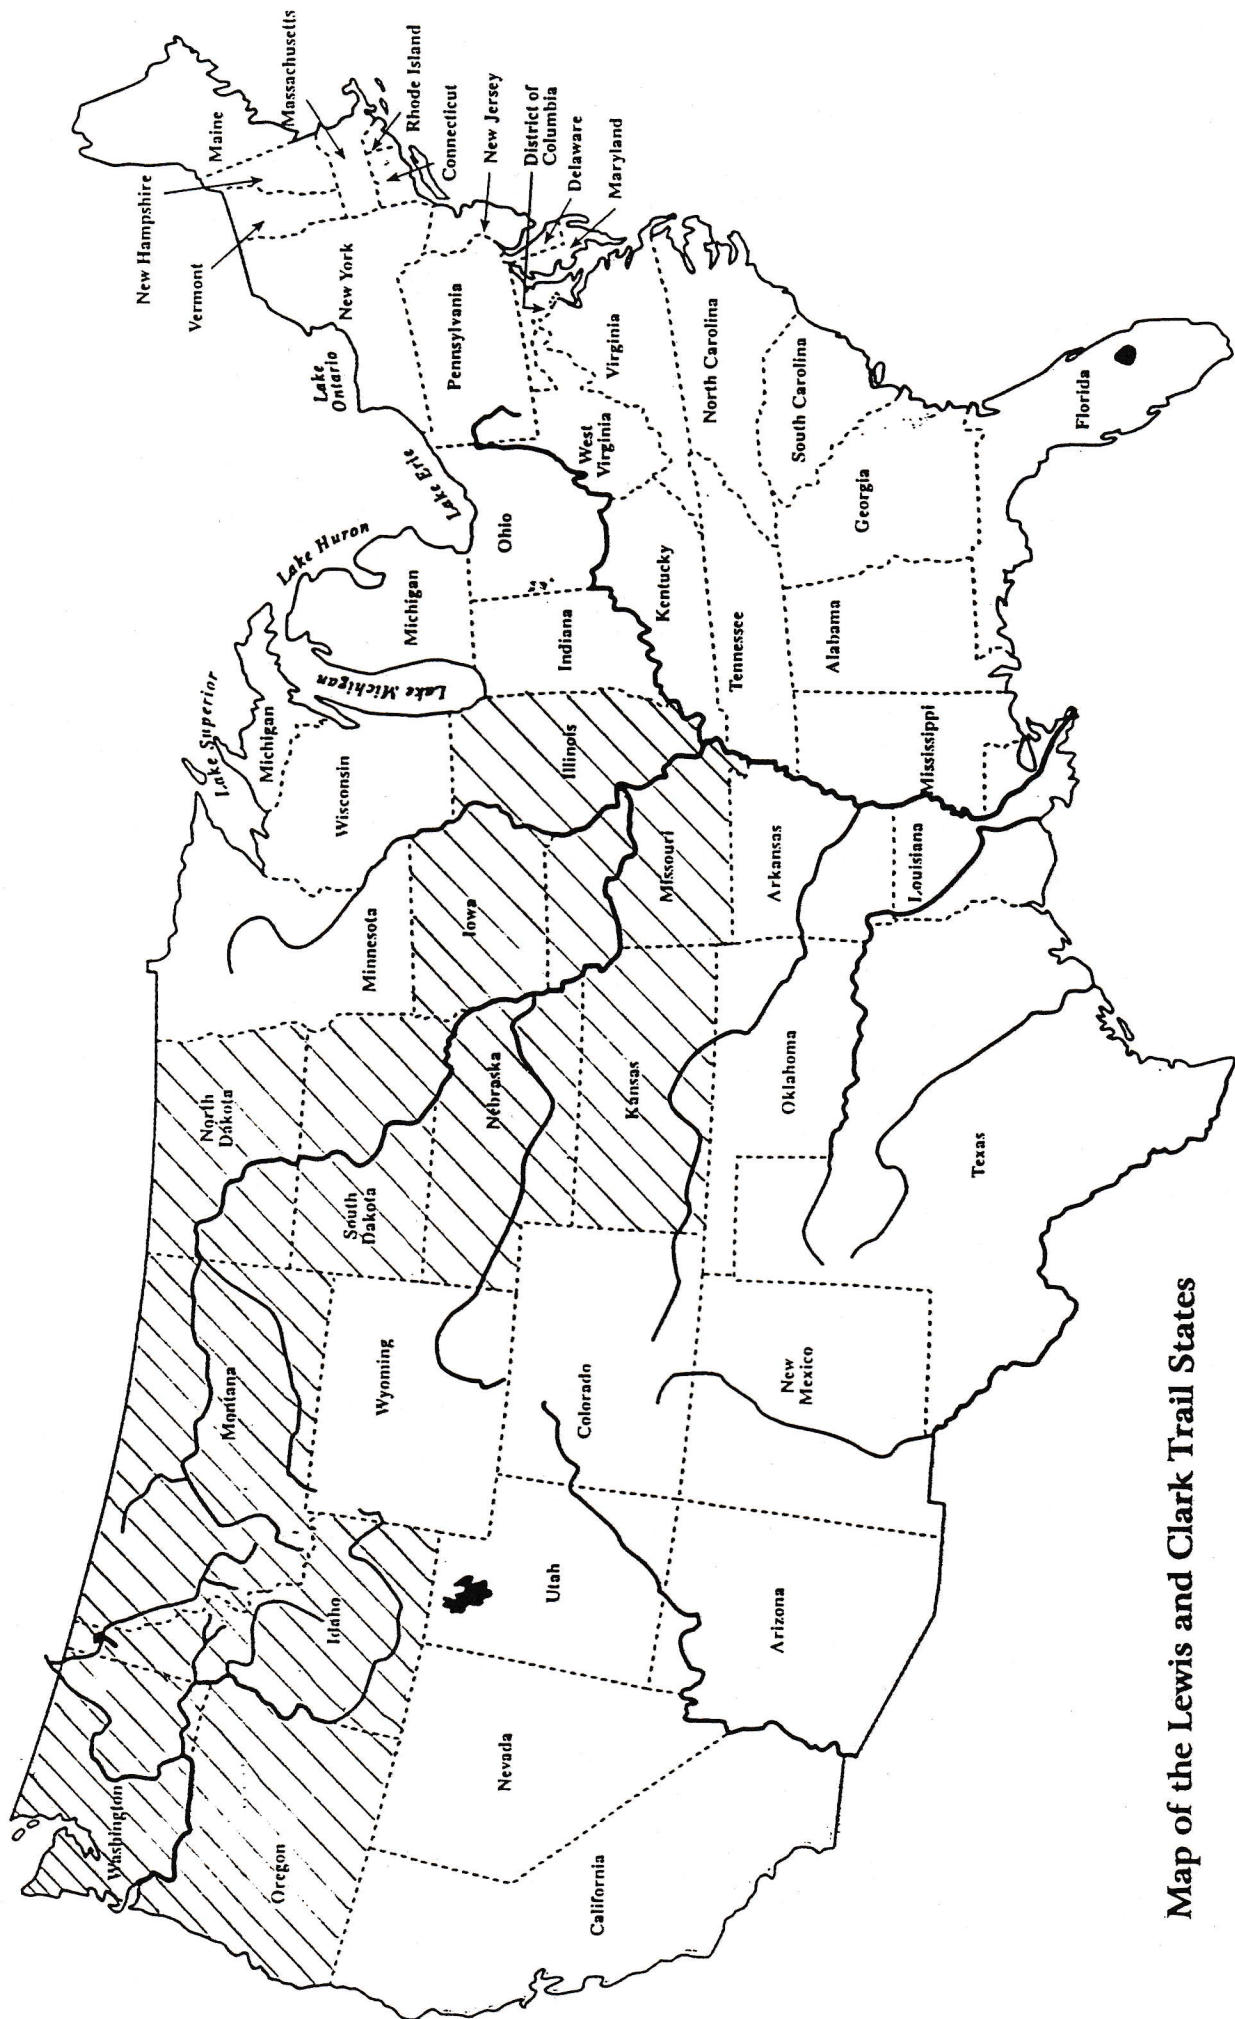 Washington
Oregon
California
Nevada
Idaho
Montana
Wyoming
Utah
Arizona
Colorado
New
Mexico
North
Dakota
South
Dakota
Nebraska
Kansas
Oklahoma
Texas
Minnesota
Iowa
Missouri
Arkansas
Louisiana
Wisconsin
Illinois
Michigan
Lake Superior
Lake Michigan
Michigan
Lake Huron
Indiana
Ohio
Lake Erie
Kentucky
Tennessee
Mississippi
Alabama
Georgia
Florida
South Carolina
North Carolina
Virginia
West
Virginia
Pennsylvania
Lake
Ontario
New York
Vermont
New Hampshire
Maine
Massachusetts
Rhode Island
Connecticut
New Jersey
District of
Columbia
Delaware
Maryland
Map of the Lewis and Clark Trail States